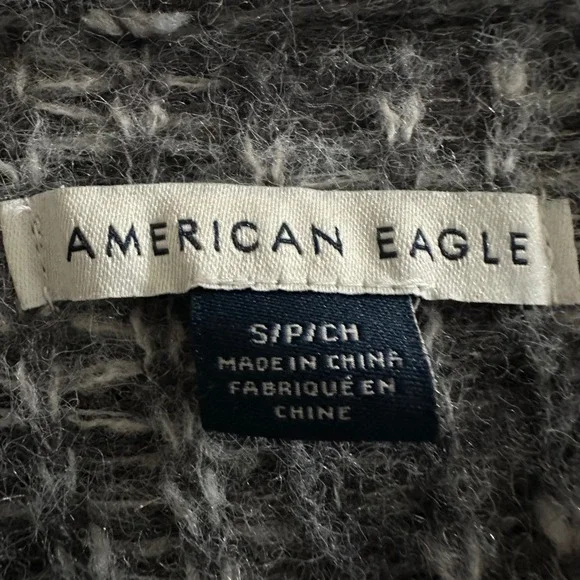 AMERICAN EAGLE
S/P/CH
MADE IN CHINA
FABRIQUÉ EN
CHINE